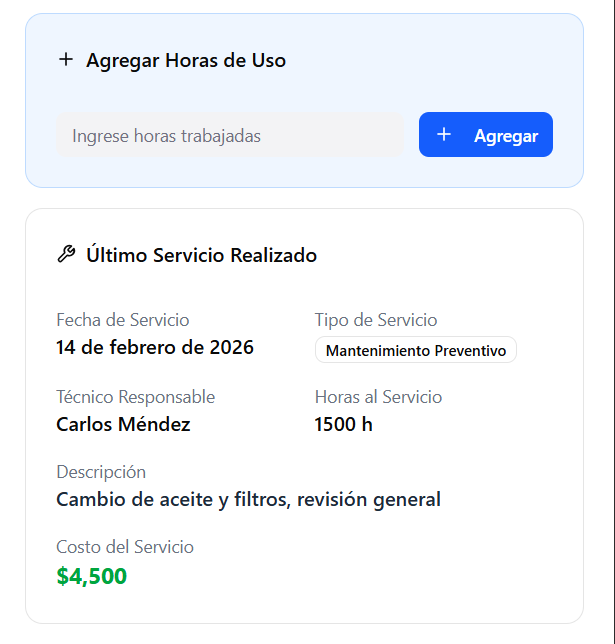 Agregar Horas de Uso
Ingrese horas trabajadas
Agregar
Último Servicio Realizado
Fecha de Servicio
Tipo de Servicio
14 de febrero de 2026
Mantenimiento Preventivo
Técnico Responsable
Horas al Servicio
Carlos Méndez
1500 h
Descripción
Cambio de aceite y filtros, revisión general
Costo del Servicio
$4,500